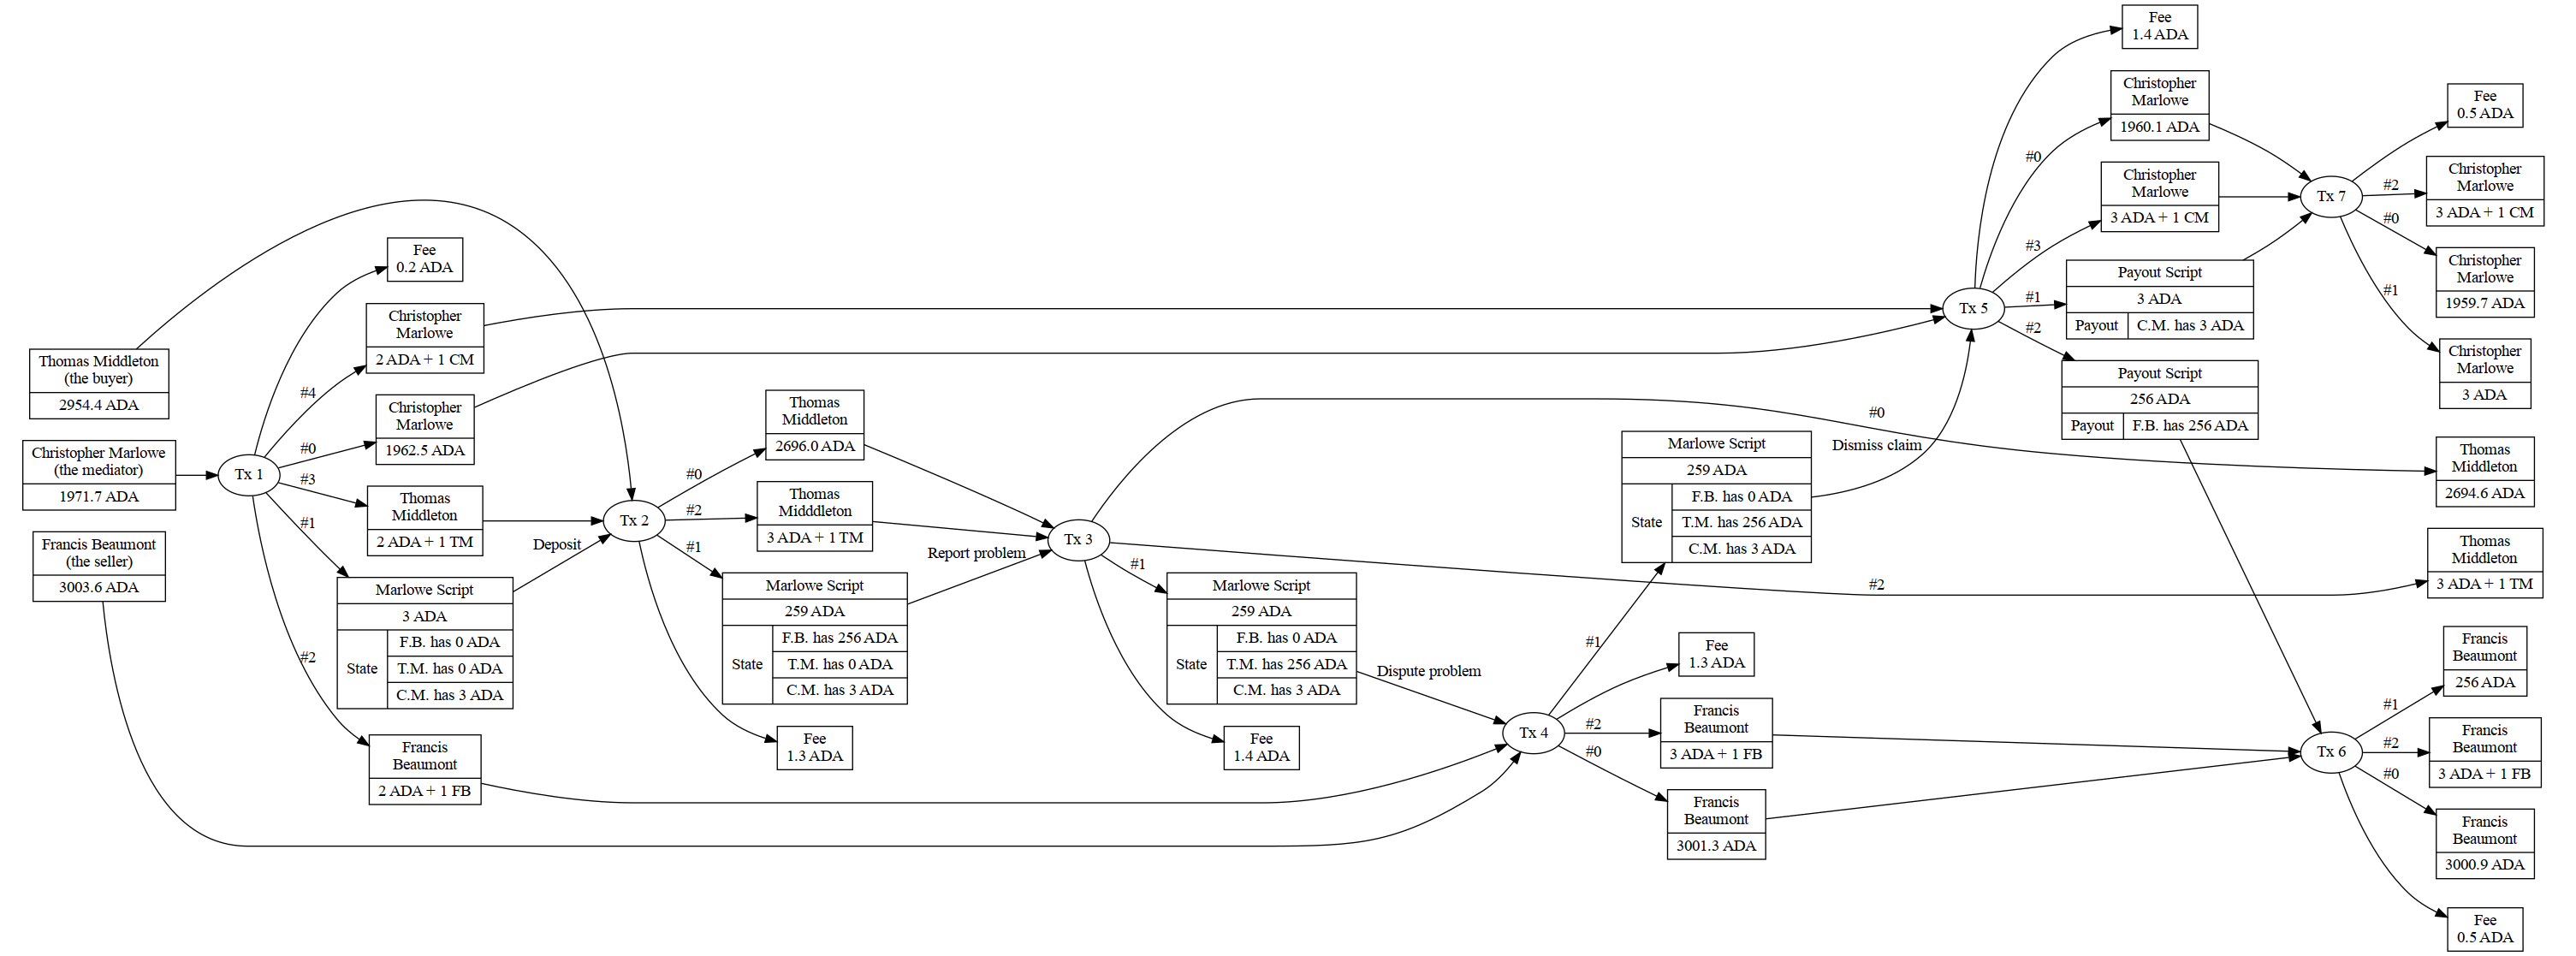 Thomas Middleton
(the buyer)
2954.4 ADA
Christopher Marlowe
(the mediator)
1971.7 ADA
Francis Beaumont
(the seller)
3003.6 ADA
Tx 1
#4
#0
#3
#1
#2
Fee
0.2 ADA
Christopher
Marlowe
2 ADA + 1 CM
Christopher
Marlowe
1962.5 ADA
Thomas
Middleton
2 ADA + 1 TM
Marlowe Script
3 ADA
State
F.B. has 0 ADA
T.M. has 0 ADA
C.M. has 3 ADA
Francis
Beaumont
2 ADA + 1 FB
Deposit
Tx 2
#0
#2
#1
Thomas
Middleton
2696.0 ADA
Thomas
Midddleton
3 ADA + 1 TM
Marlowe Script
259 ADA
State
F.B. has 256 ADA
T.M. has 0 ADA
C.M. has 3 ADA
Fee
1.3 ADA
Report problem
Tx 3
#1
#0
#2
Marlowe Script
259 ADA
State
F.B. has 0 ADA
T.M. has 256 ADA
C.M. has 3 ADA
Fee
1.4 ADA
Dispute problem
Tx 4
#1
#2
#0
Marlowe Script
259 ADA
State
F.B. has 0 ADA
T.M. has 256 ADA
C.M. has 3 ADA
Fee
1.3 ADA
Francis
Beaumont
3 ADA + 1 FB
Francis
Beaumont
3001.3 ADA
Dismiss claim
Tx 5
#0
#3
#1
#2
Fee
1.4 ADA
Christopher
Marlowe
1960.1 ADA
Christopher
Marlowe
3 ADA + 1 CM
Payout Script
3 ADA
Payout
C.M. has 3 ADA
Payout Script
256 ADA
Payout
F.B. has 256 ADA
Tx 7
#2
#0
#1
Fee
0.5 ADA
Christopher
Marlowe
3 ADA + 1 CM
Christopher
Marlowe
1959.7 ADA
Christopher
Marlowe
3 ADA
Thomas
Middleton
2694.6 ADA
Thomas
Middleton
3 ADA + 1 TM
Tx 6
#1
#2
#0
Francis
Beaumont
256 ADA
Francis
Beaumont
3 ADA + 1 FB
Francis
Beaumont
3000.9 ADA
Fee
0.5 ADA